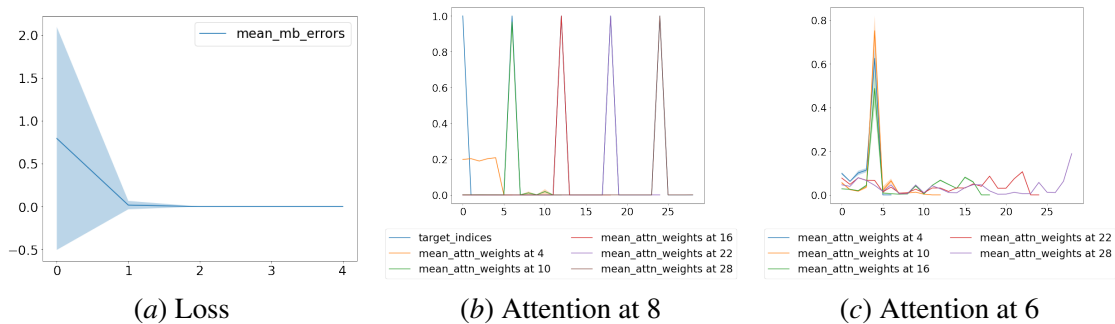 2.0
1.5
1.0
0.5
0.0
−0.5
0 1 2 3 4
mean_mb_errors
(a) Loss
1.0
0.8
0.6
0.4
0.2
0.0
0 5 10 15 20 25
target_indices
mean_attn_weights at 4
mean_attn_weights at 10
mean_attn_weights at 16
mean_attn_weights at 22
mean_attn_weights at 28
(b) Attention at 8
0.8
0.6
0.4
0.2
0.0
0 5 10 15 20 25
mean_attn_weights at 4
mean_attn_weights at 10
mean_attn_weights at 16
mean_attn_weights at 22
mean_attn_weights at 28
(c) Attention at 6